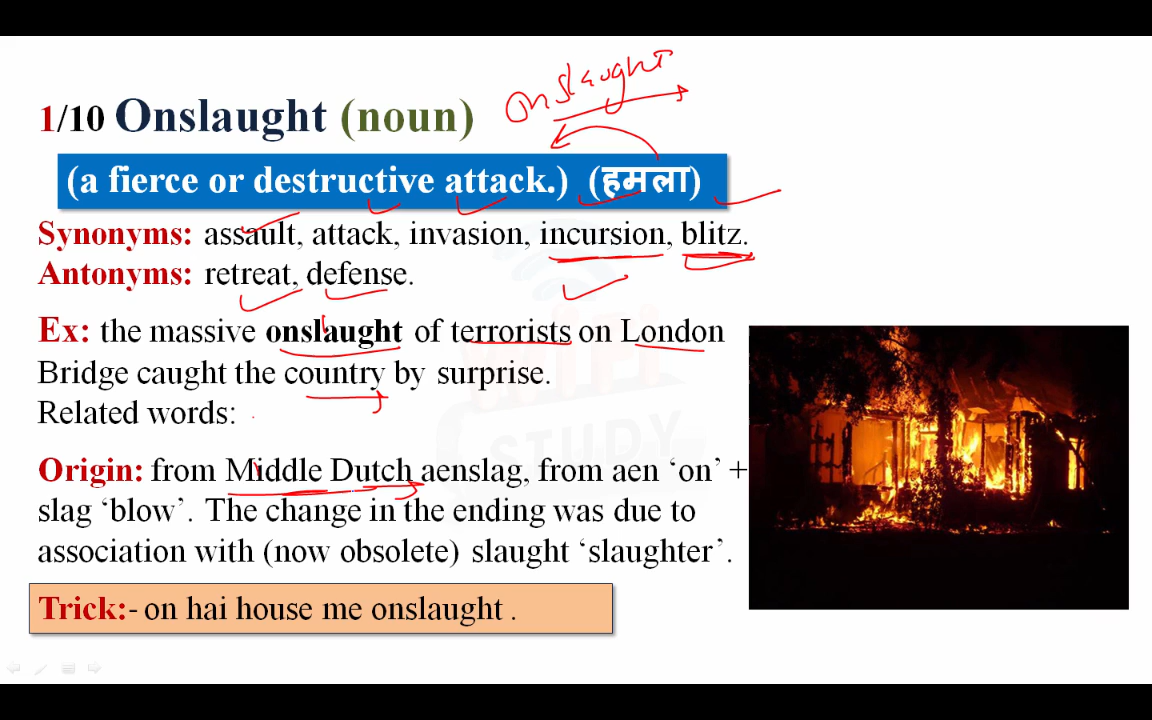 onslaught
1/10 Onslaught (noun)
(a fierce or destructive attack.) (हमला)
Synonyms: assault, attack, invasion, incursion, blitz.
Antonyms: retreat, defense.
Ex: the massive onslaught of terrorists on London
Bridge caught the country by surprise.
Related words:
Origin: from Middle Dutch aenslag, from aen ‘on’ +
slag ‘blow’. The change in the ending was due to
association with (now obsolete) slaught ‘slaughter’.
Trick:- on hai house me onslaught .
WiFi
STUDY